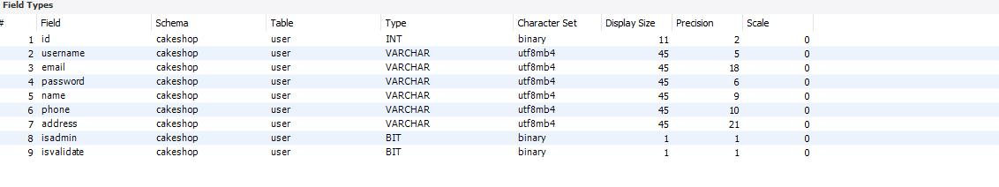 Field Types
# Field Schema Table Type Character Set Display Size Precision Scale
1 id cakeshop user INT binary 11 2 0
2 username cakeshop user VARCHAR utf8mb4 45 5 0
3 email cakeshop user VARCHAR utf8mb4 45 18 0
4 password cakeshop user VARCHAR utf8mb4 45 6 0
5 name cakeshop user VARCHAR utf8mb4 45 9 0
6 phone cakeshop user VARCHAR utf8mb4 45 10 0
7 address cakeshop user VARCHAR utf8mb4 45 21 0
8 isadmin cakeshop user BIT binary 1 1 0
9 isvalidate cakeshop user BIT binary 1 1 0